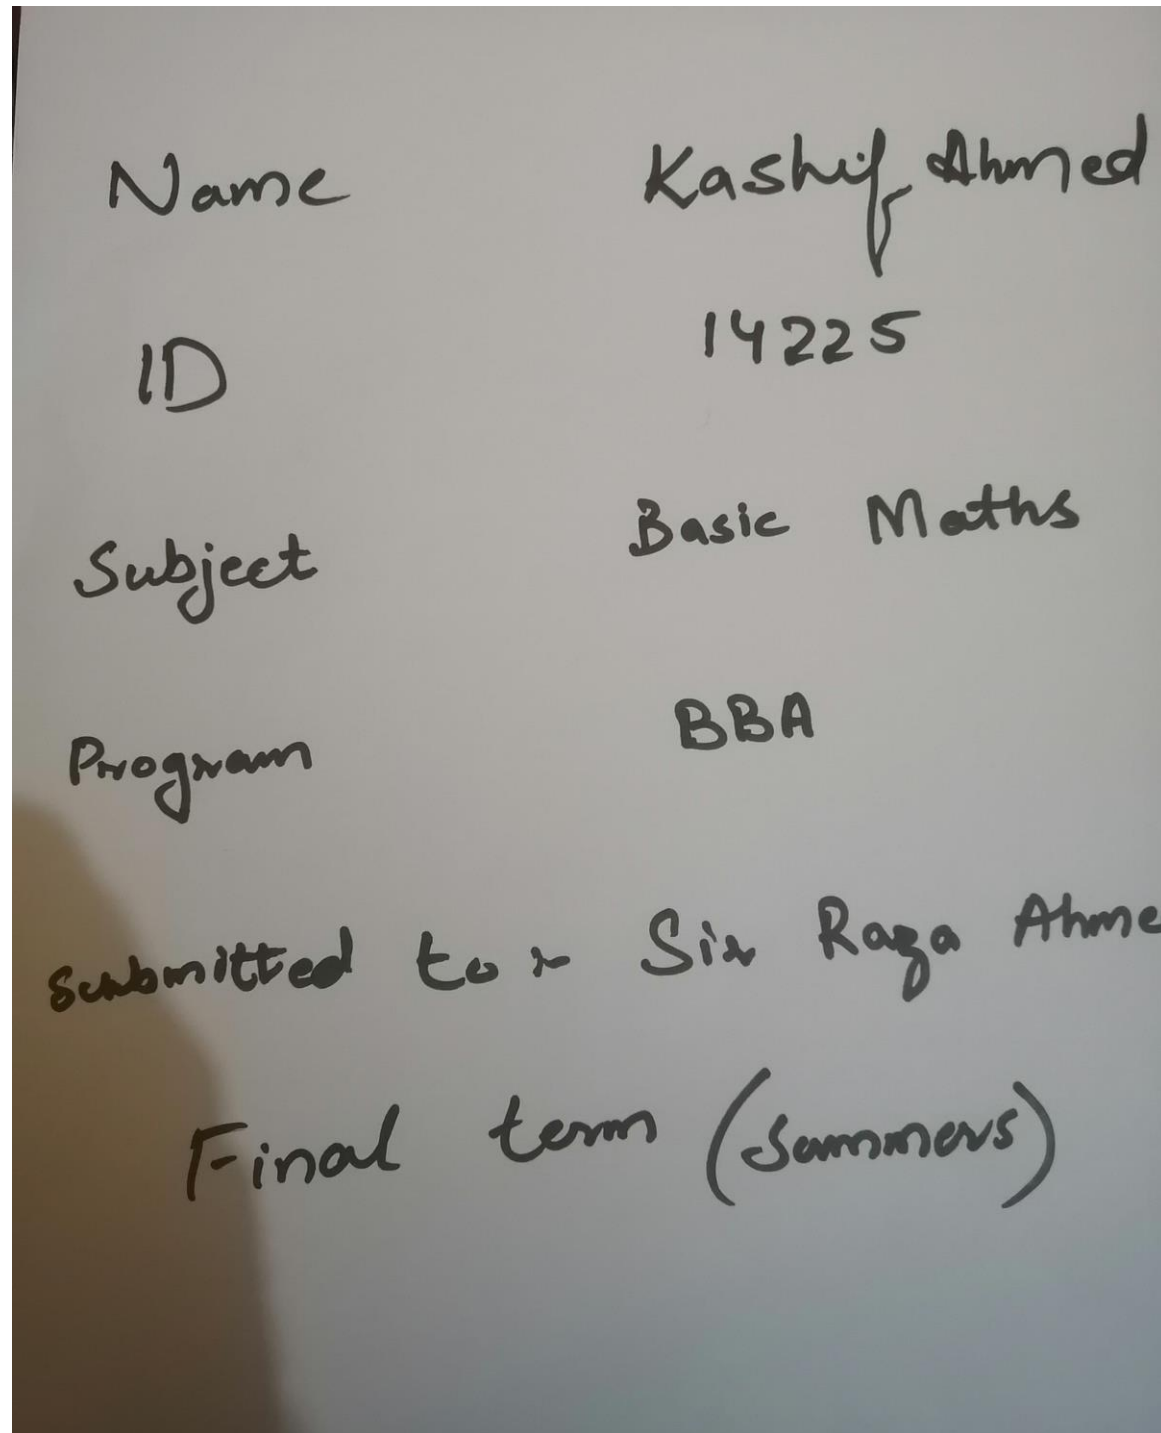 Name Kashif Ahmed
ID 14225
Subject Basic Maths
Program BBA
Submitted to :- Sir Raza Ahme
Final term (Summers)